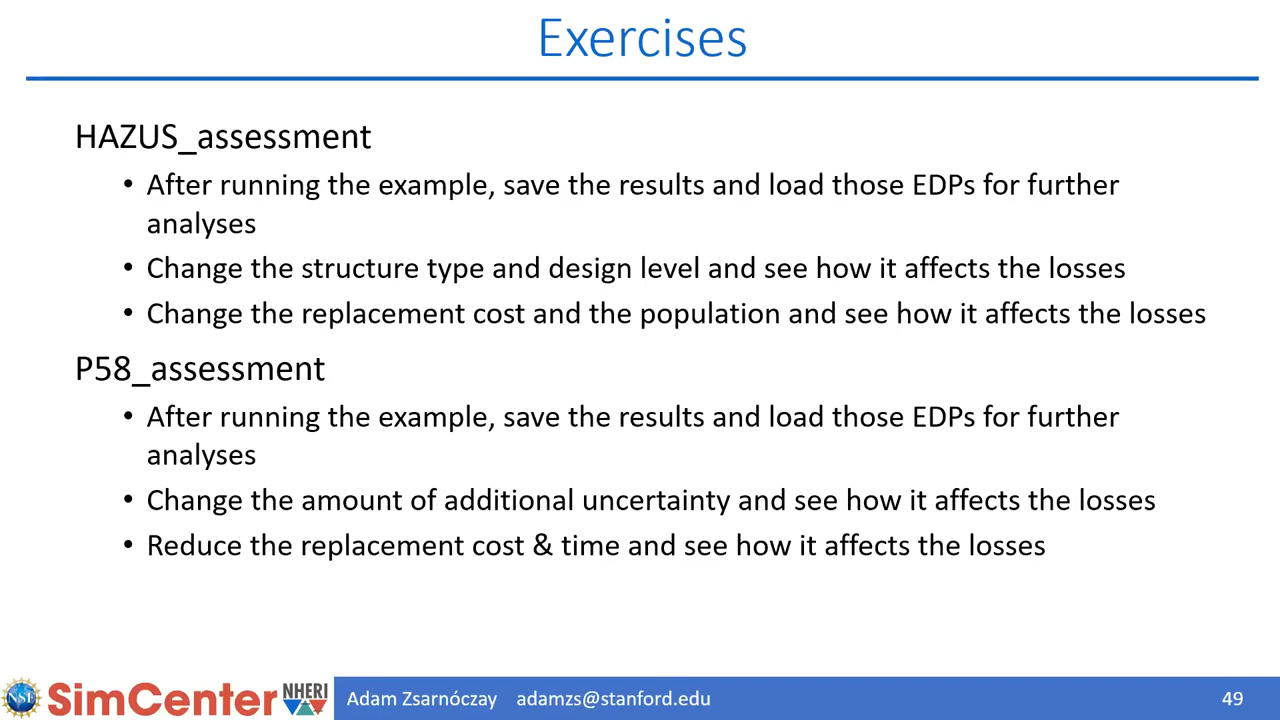 Exercises
HAZUS_assessment
• After running the example, save the results and load those EDPs for further
analyses
• Change the structure type and design level and see how it affects the losses
• Change the replacement cost and the population and see how it affects the losses
P58_assessment
• After running the example, save the results and load those EDPs for further
analyses
• Change the amount of additional uncertainty and see how it affects the losses
• Reduce the replacement cost & time and see how it affects the losses
NSF SimCenter NHERI Adam Zsarnóczay adamzs@stanford.edu 49